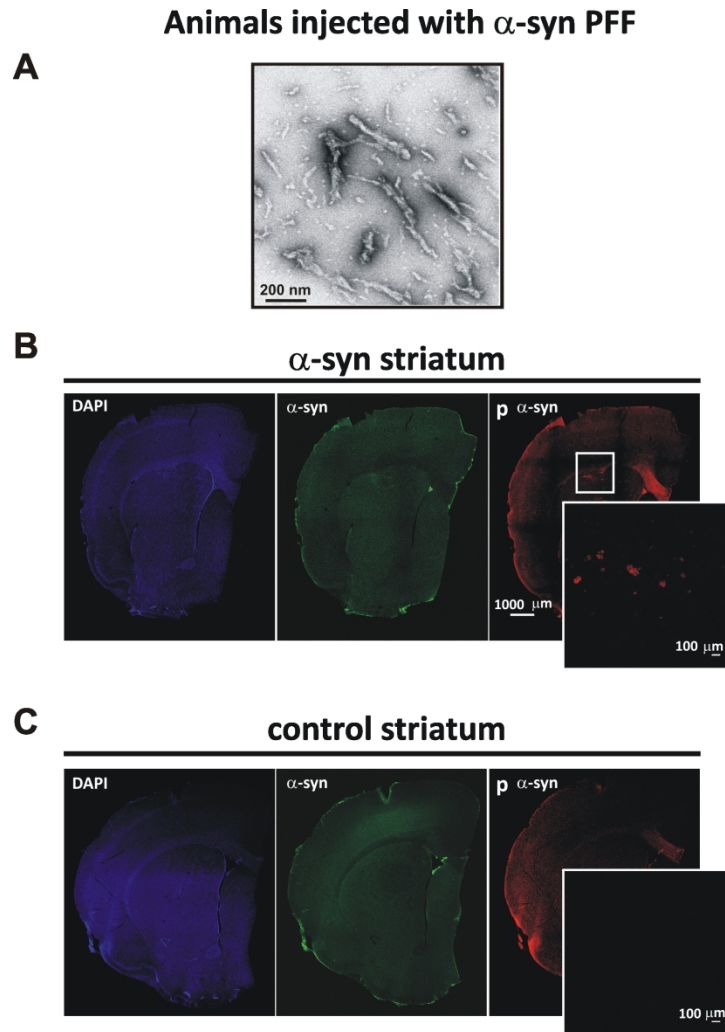 Animals injected with α-syn PFF
A
200 nm
B
α-syn striatum
DAPI
α-syn
p α-syn
1000 μm
100 μm
C
control striatum
DAPI
α-syn
p α-syn
100 μm